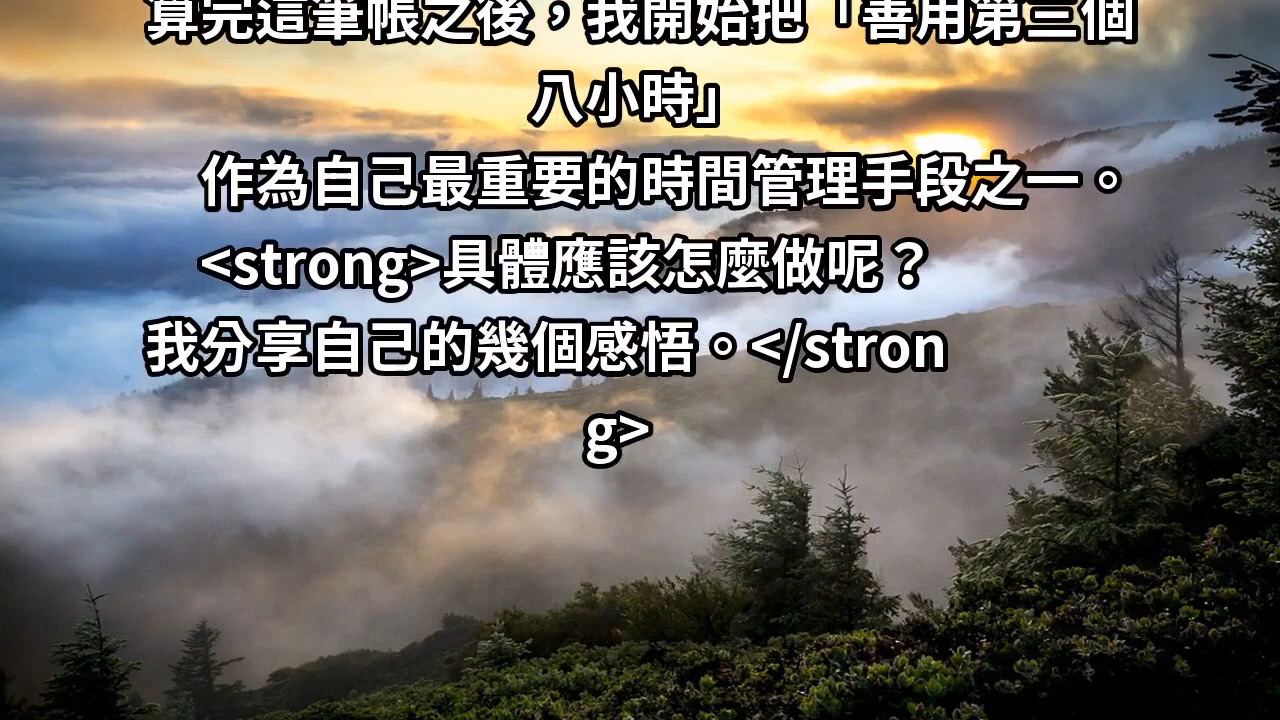 算完這筆帳之後，我開始把「善用第三個
八小時」
作為自己最重要的時間管理手段之一。
<strong>具體應該怎麼做呢？
我分享自己的幾個感悟。</stron
g>